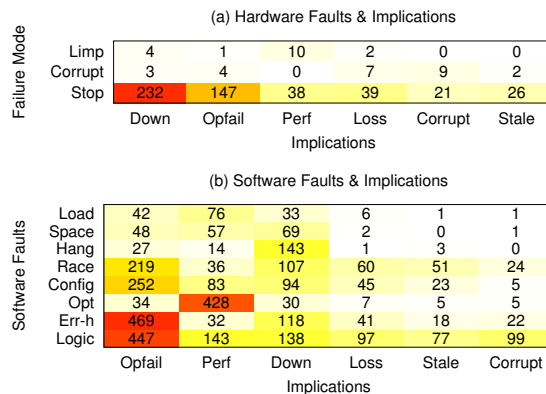 (a) Hardware Faults & Implications
Failure Mode
Limp 4 1 10 2 0 0
Corrupt 3 4 0 7 9 2
Stop 232 147 38 39 21 26
Down Opfail Perf Loss Corrupt Stale
Implications
(b) Software Faults & Implications
Software Faults
Load 42 76 33 6 1 1
Space 48 57 69 2 0 1
Hang 27 14 143 1 3 0
Race 219 36 107 60 51 24
Config 252 83 94 45 23 5
Opt 34 428 30 7 5 5
Err-h 469 32 118 41 18 22
Logic 447 143 138 97 77 99
Opfail Perf Down Loss Stale Corrupt
Implications